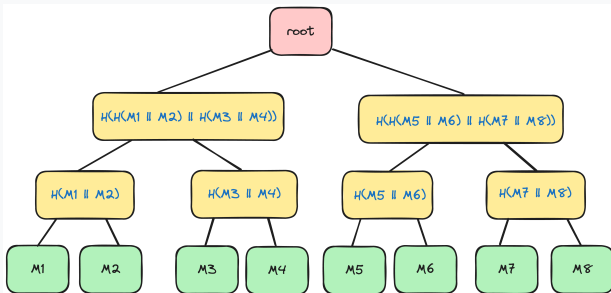 root
H(H(M1 || M2) || H(M3 || M4))
H(H(M5 || M6) || H(M7 || M8))
H(M1 || M2)
H(M3 || M4)
H(M5 || M6)
H(M7 || M8)
M1
M2
M3
M4
M5
M6
M7
M8